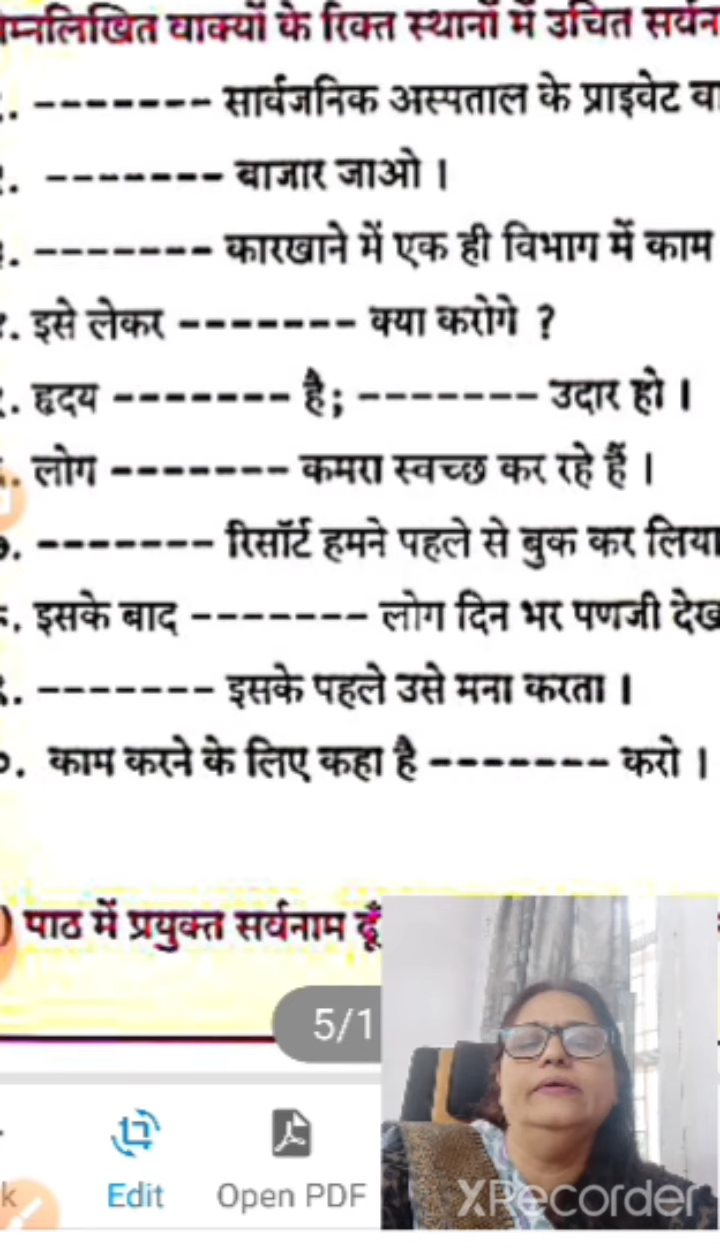 म्नलिखित वाक्यों के रिक्त स्थानों में उचित सर्वन
. ------- सार्वजनिक अस्पताल के प्राइवेट वा
. ------- बाजार जाओ ।
. ------- कारखाने में एक ही विभाग में काम
. इसे लेकर ------- क्या करोगे ?
. हृदय ------- है; ------- उदार हो ।
. लोग ------- कमरा स्वच्छ कर रहे हैं ।
. ------- रिसॉर्ट हमने पहले से बुक कर लिया
. इसके बाद ------- लोग दिन भर पणजी देख
. ------- इसके पहले उसे मना करता ।
. काम करने के लिए कहा है ------- करो ।
) पाठ में प्रयुक्त सर्वनाम ढूँ
5/1
k Edit Open PDF
XRecorder